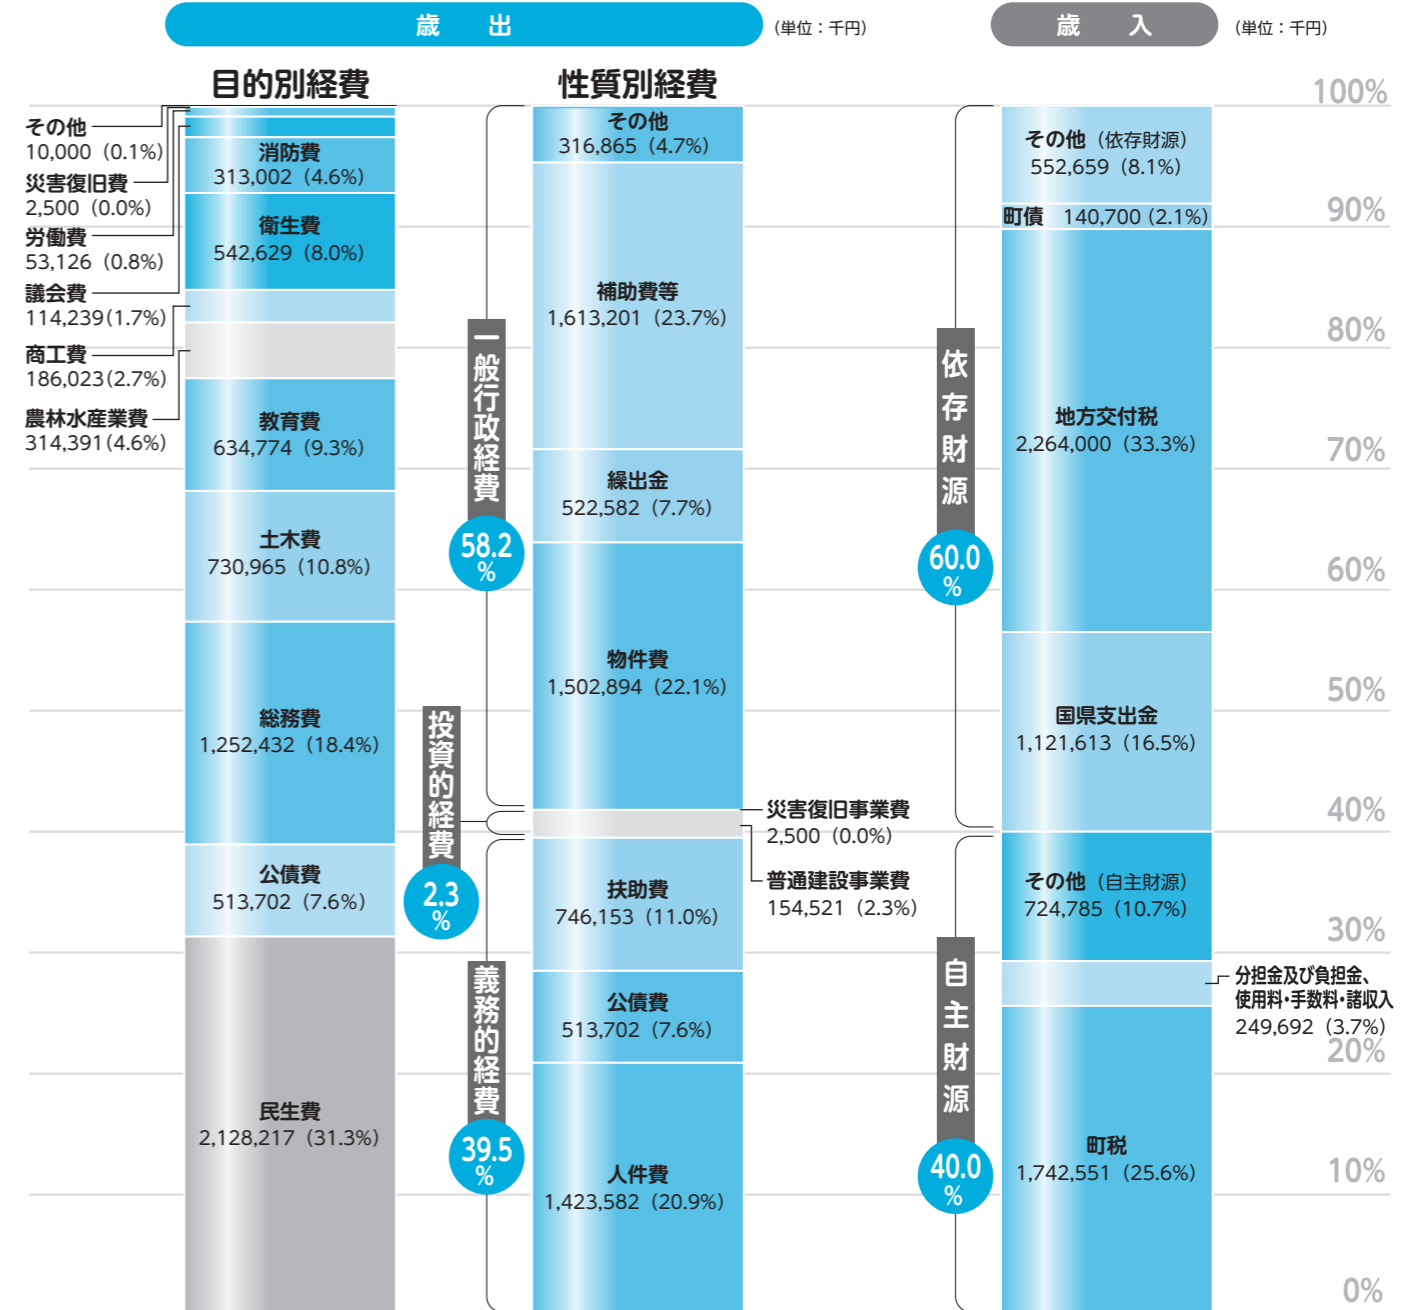 歳　出
（単位：千円）
歳　入
（単位：千円）
目的別経費
その他
10,000（0.1%）
災害復旧費
2,500（0.0%）
労働費
53,126（0.8%）
議会費
114,239(1.7%)
商工費
186,023(2.7%)
農林水産業費
314,391(4.6%)
消防費
313,002（4.6%）
衛生費
542,629（8.0%）
教育費
634,774（9.3%）
土木費
730,965（10.8%）
総務費
1,252,432（18.4%）
公債費
513,702（7.6%）
民生費
2,128,217（31.3%）
性質別経費
一般行政経費
58.2
%
投資的経費
2.3
%
義務的経費
39.5
%
その他
316,865（4.7%）
補助費等
1,613,201（23.7%）
繰出金
522,582（7.7%）
物件費
1,502,894（22.1%）
災害復旧事業費
2,500（0.0%）
普通建設事業費
154,521（2.3%）
扶助費
746,153（11.0%）
公債費
513,702（7.6%）
人件費
1,423,582（20.9%）
依存財源
60.0
%
自主財源
40.0
%
その他（依存財源）
552,659（8.1%）
町債　140,700（2.1%）
地方交付税
2,264,000（33.3%）
国県支出金
1,121,613（16.5%）
その他（自主財源）
724,785（10.7%）
分担金及び負担金、
使用料・手数料・諸収入
249,692（3.7%）
町税
1,742,551（25.6%）
100%
90%
80%
70%
60%
50%
40%
30%
20%
10%
0%